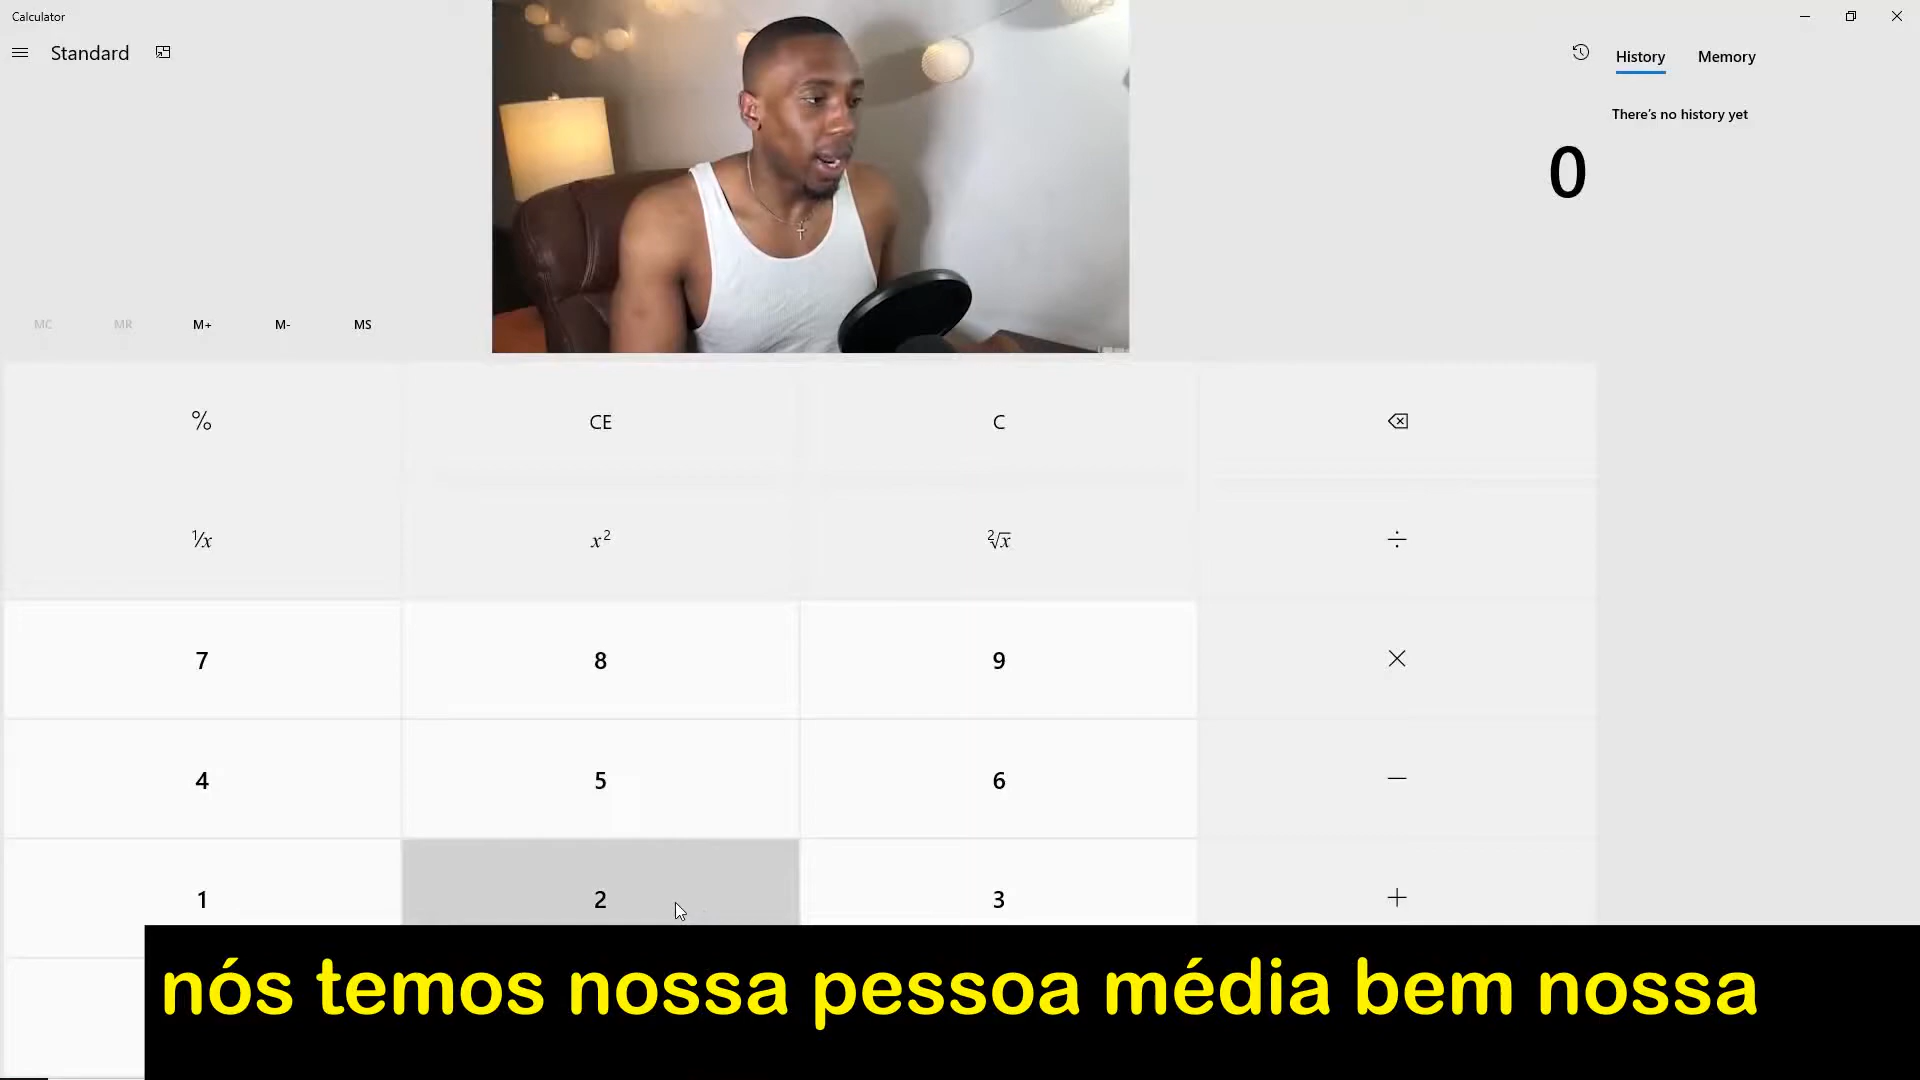 Calculator
Standard
History
Memory
There's no history yet
0
MC
MR
M+
M-
MS
%
CE
C
1/x
x²
²√x
÷
7
8
9
×
4
5
6
−
1
2
3
+
nós temos nossa pessoa média bem nossa